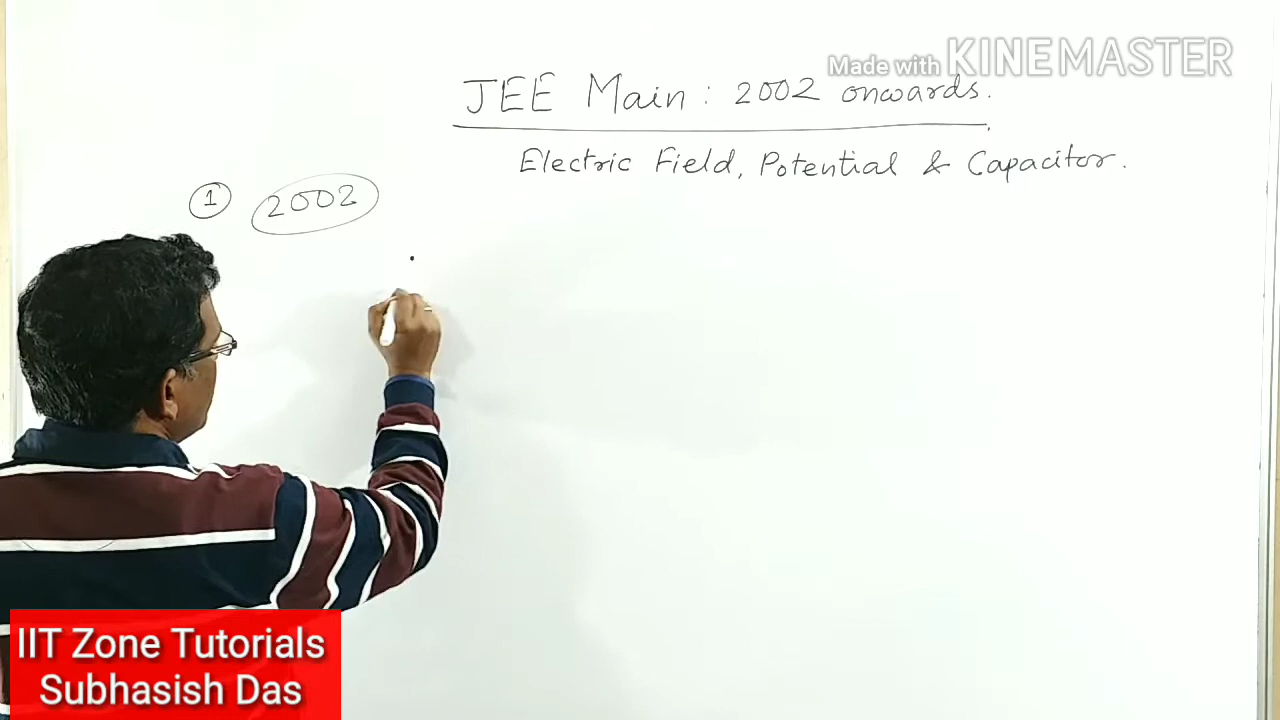 Made with KINEMASTER
JEE Main: 2002 onwards.
Electric Field, Potential & Capacitor.
1 2002
IIT Zone Tutorials
Subhasish Das